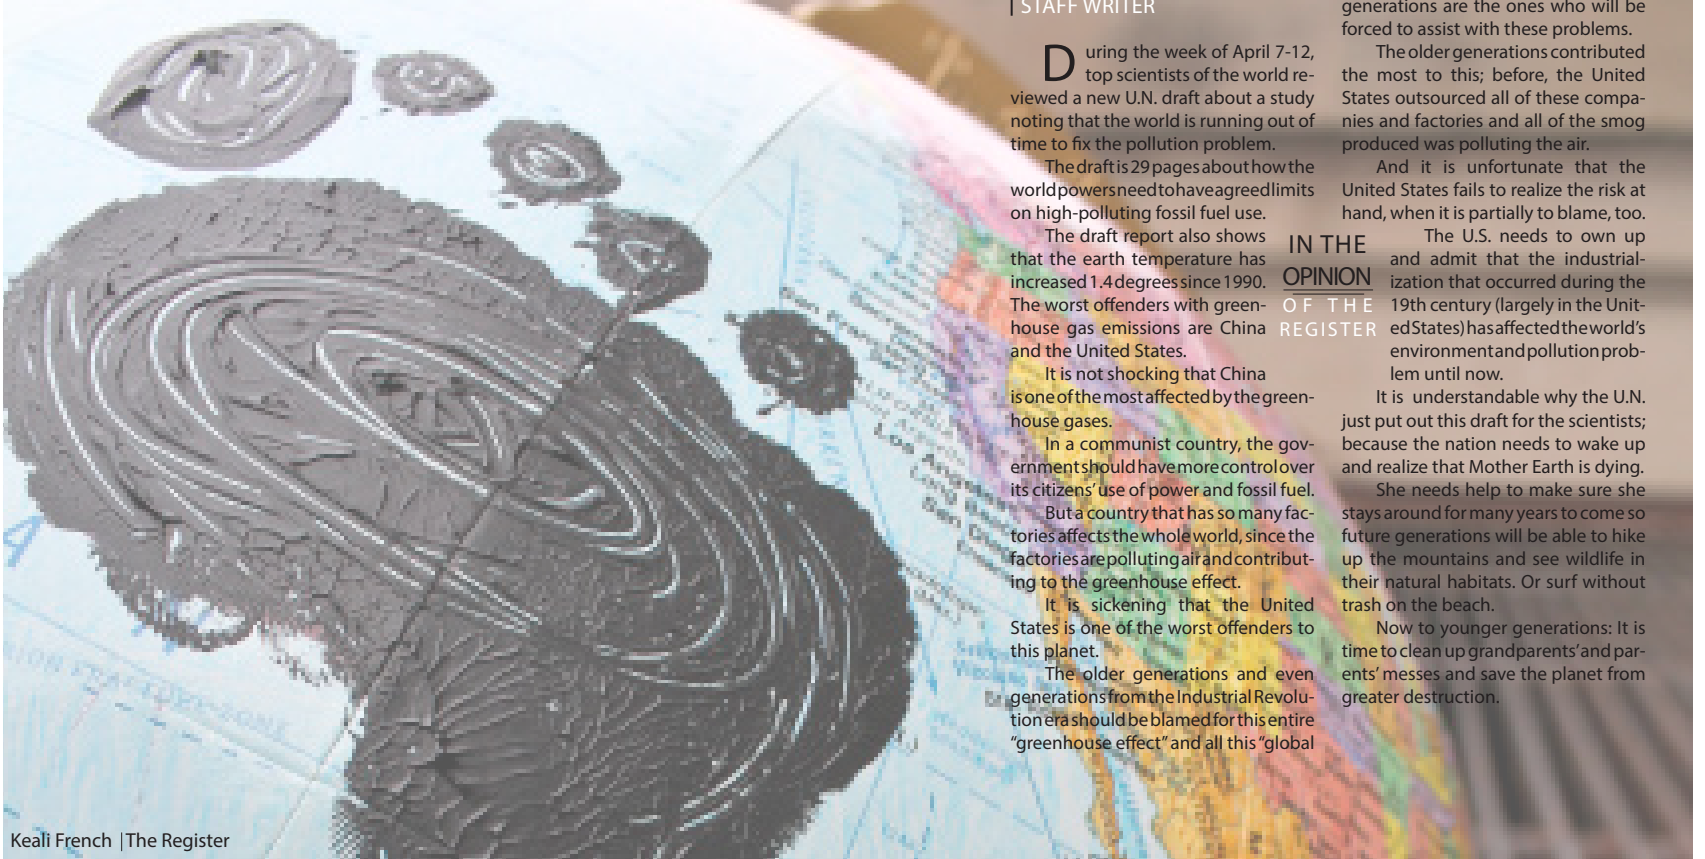 STAFF WRITER
During the week of April 7-12,
top scientists of the world re-
viewed a new U.N. draft about a study
noting that the world is running out of
time to fix the pollution problem.
The draft is 29 pages about how the
world powers need to have agreed limits
on high-polluting fossil fuel use.
The draft report also shows
that the earth temperature has
increased 1.4 degrees since 1990.
The worst offenders with green-
house gas emissions are China
and the United States.
It is not shocking that China
is one of the most affected by the green-
house gases.
In a communist country, the gov-
ernment should have more control over
its citizens’ use of power and fossil fuel.
But a country that has so many fac-
tories affects the whole world, since the
factories are polluting air and contribut-
ing to the greenhouse effect.
It is sickening that the United
States is one of the worst offenders to
this planet.
The older generations and even
generations from the Industrial Revolu-
tion era should be blamed for this entire
“greenhouse effect” and all this “global
generations are the ones who will be
forced to assist with these problems.
The older generations contributed
the most to this; before, the United
States outsourced all of these compa-
nies and factories and all of the smog
produced was polluting the air.
And it is unfortunate that the
United States fails to realize the risk at
hand, when it is partially to blame, too.
The U.S. needs to own up
and admit that the industrial-
ization that occurred during the
19th century (largely in the Unit-
ed States) has affected the world’s
environment and pollution prob-
lem until now.
It is understandable why the U.N.
just put out this draft for the scientists;
because the nation needs to wake up
and realize that Mother Earth is dying.
She needs help to make sure she
stays around for many years to come so
future generations will be able to hike
up the mountains and see wildlife in
their natural habitats. Or surf without
trash on the beach.
Now to younger generations: It is
time to clean up grandparents’ and par-
ents’ messes and save the planet from
greater destruction.
IN THE
OPINION
OF THE
REGISTER
Keali French | The Register